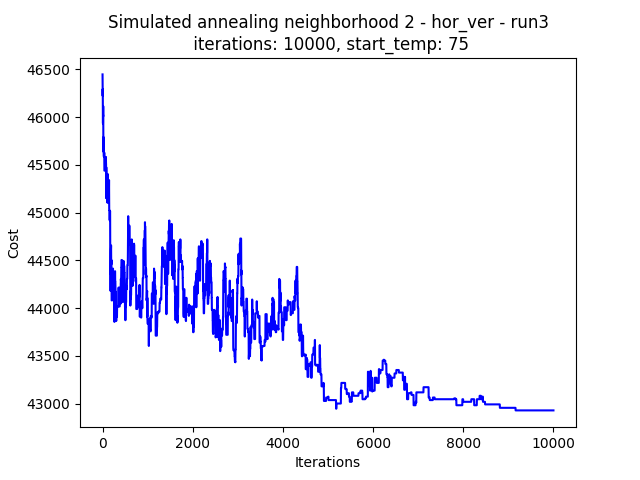 Simulated annealing neighborhood 2 - hor_ver - run3
iterations: 10000, start_temp: 75
46500
46000
45500
45000
44500
44000
43500
43000
Cost
0 2000 4000 6000 8000 10000
Iterations